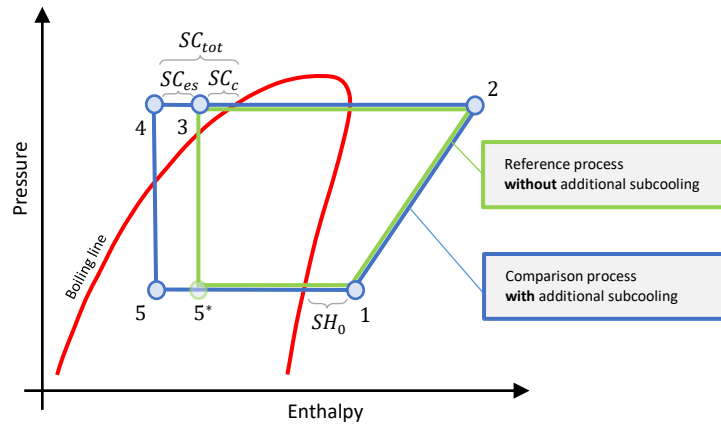 SC_tot
SC_es
SC_c
4
3
2
Reference process
without additional subcooling
Pressure
Boiling line
Comparison process
with additional subcooling
5
5*
SH_0
1
Enthalpy